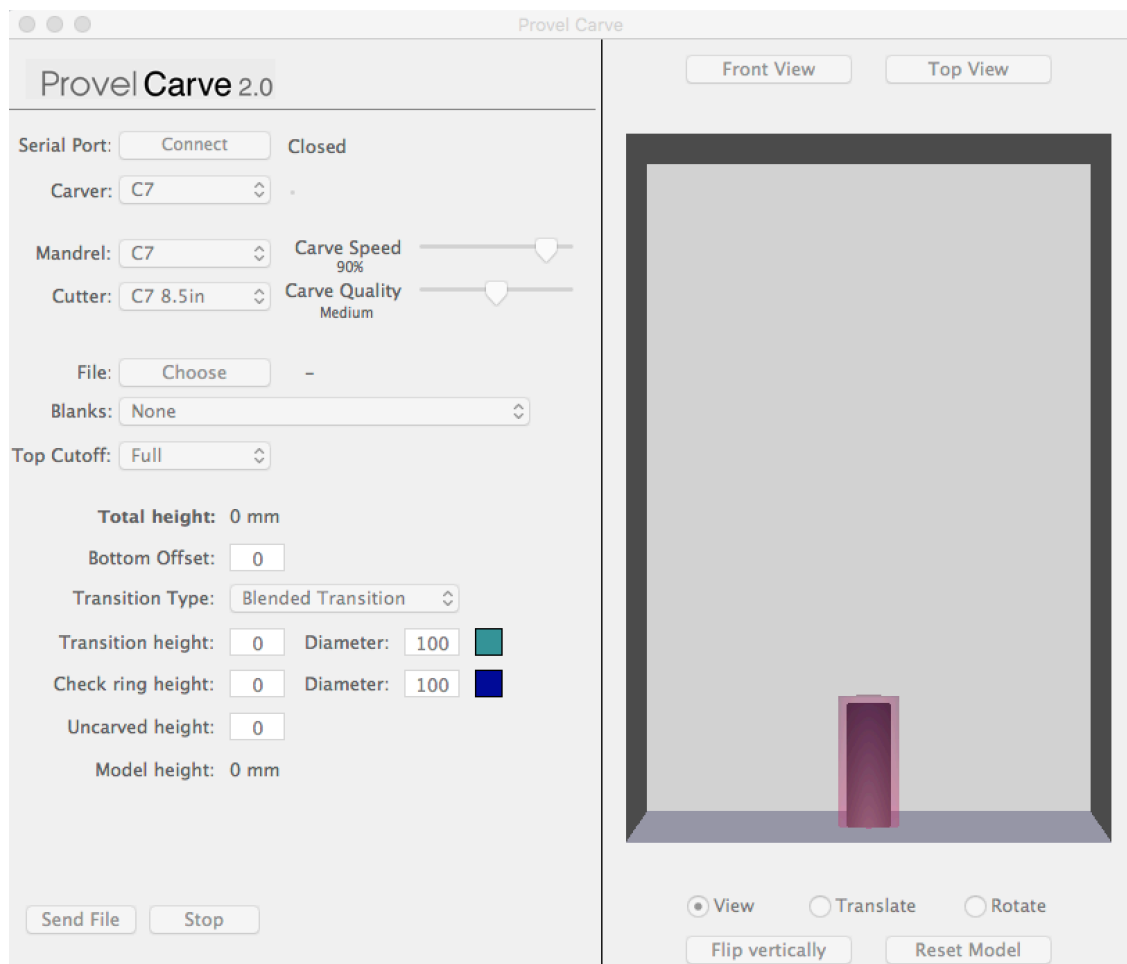 Provel Carve
Provel Carve 2.0
Serial Port: Connect Closed
Carver: C7
Mandrel: C7 Carve Speed
90%
Cutter: C7 8.5in Carve Quality
Medium
File: Choose –
Blanks: None
Top Cutoff: Full
Total height: 0 mm
Bottom Offset: 0
Transition Type: Blended Transition
Transition height: 0 Diameter: 100
Check ring height: 0 Diameter: 100
Uncarved height: 0
Model height: 0 mm
Send File Stop
Front View Top View
View Translate Rotate
Flip vertically Reset Model